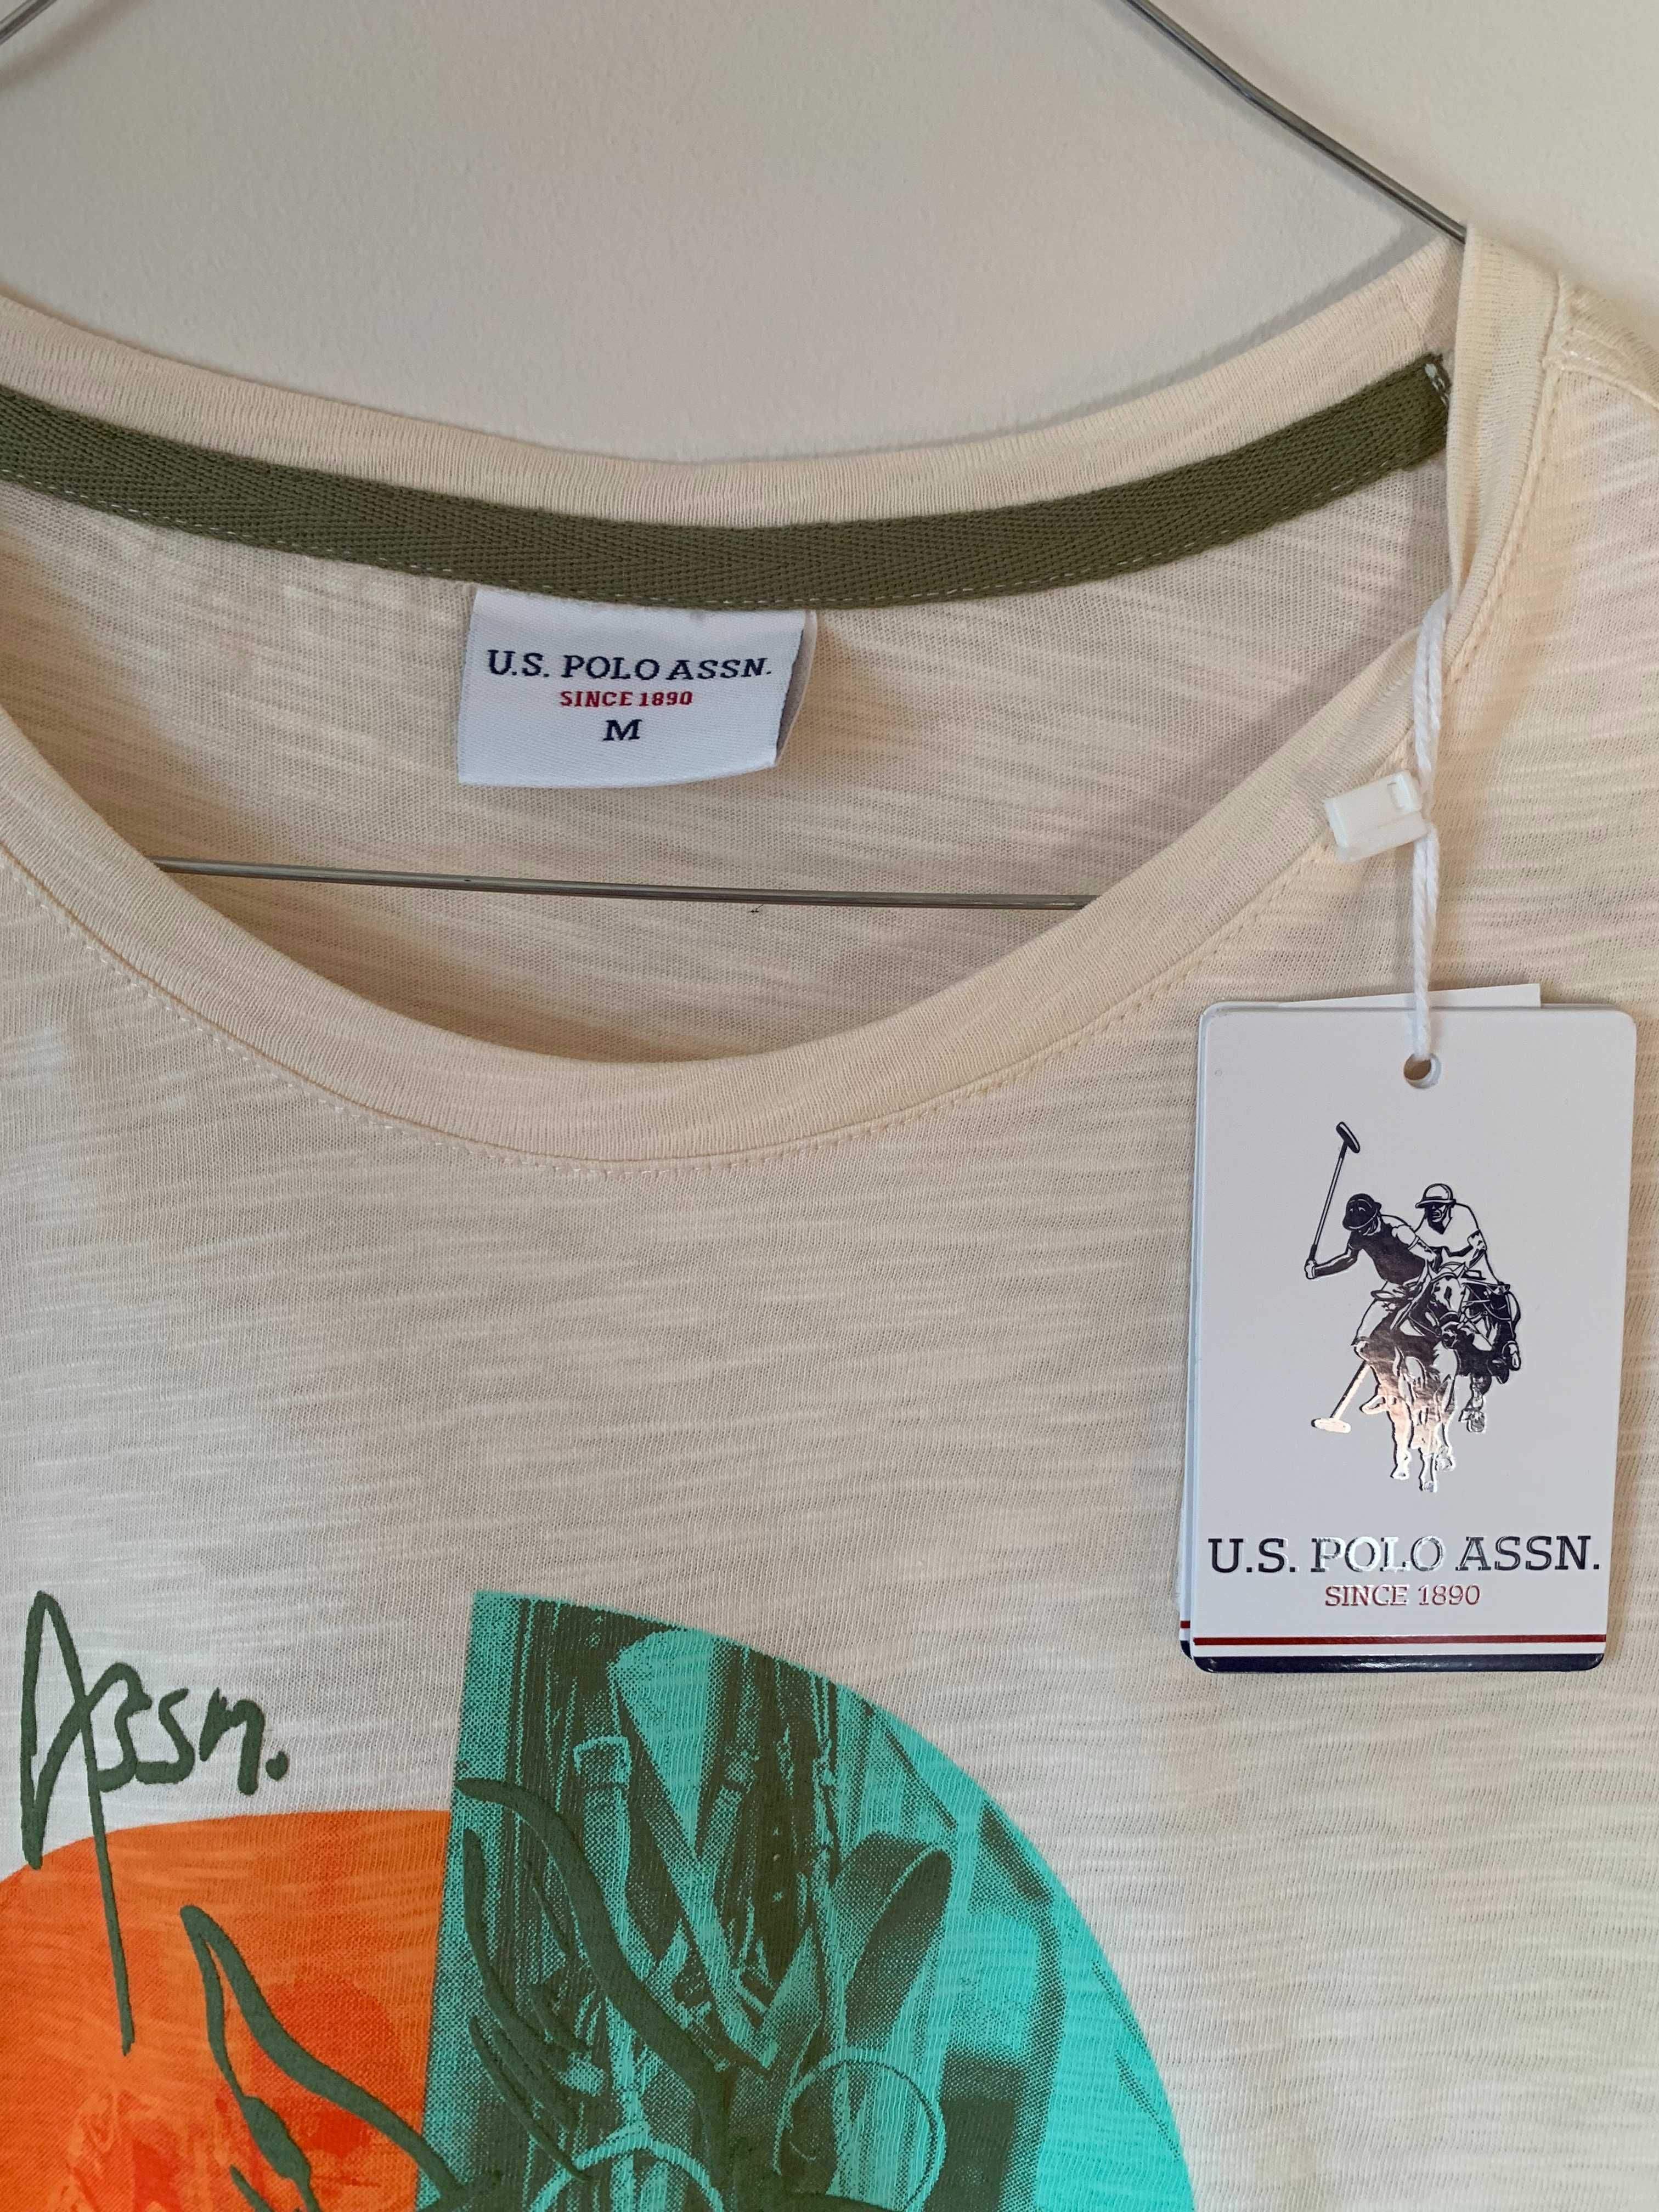 U.S. POLO ASSN.
SINCE 1890
M
U.S. POLO ASSN.
SINCE 1890
Assn.